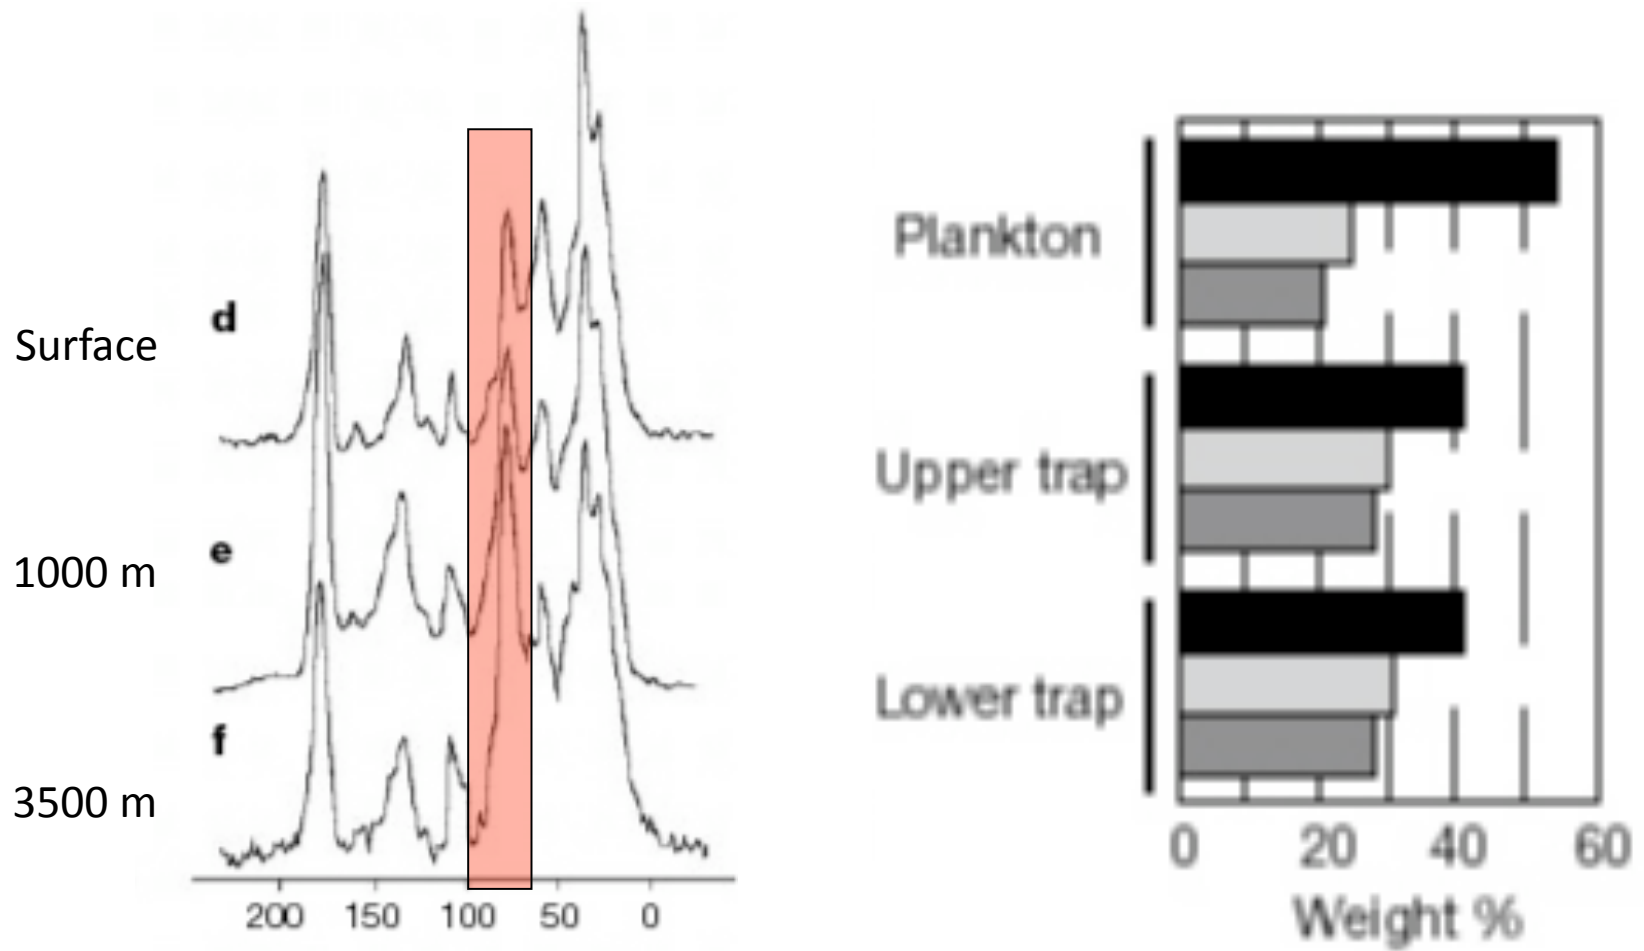 Surface
d
1000 m
e
3500 m
f
200 150 100 50 0
Plankton
Upper trap
Lower trap
0 20 40 60
Weight %